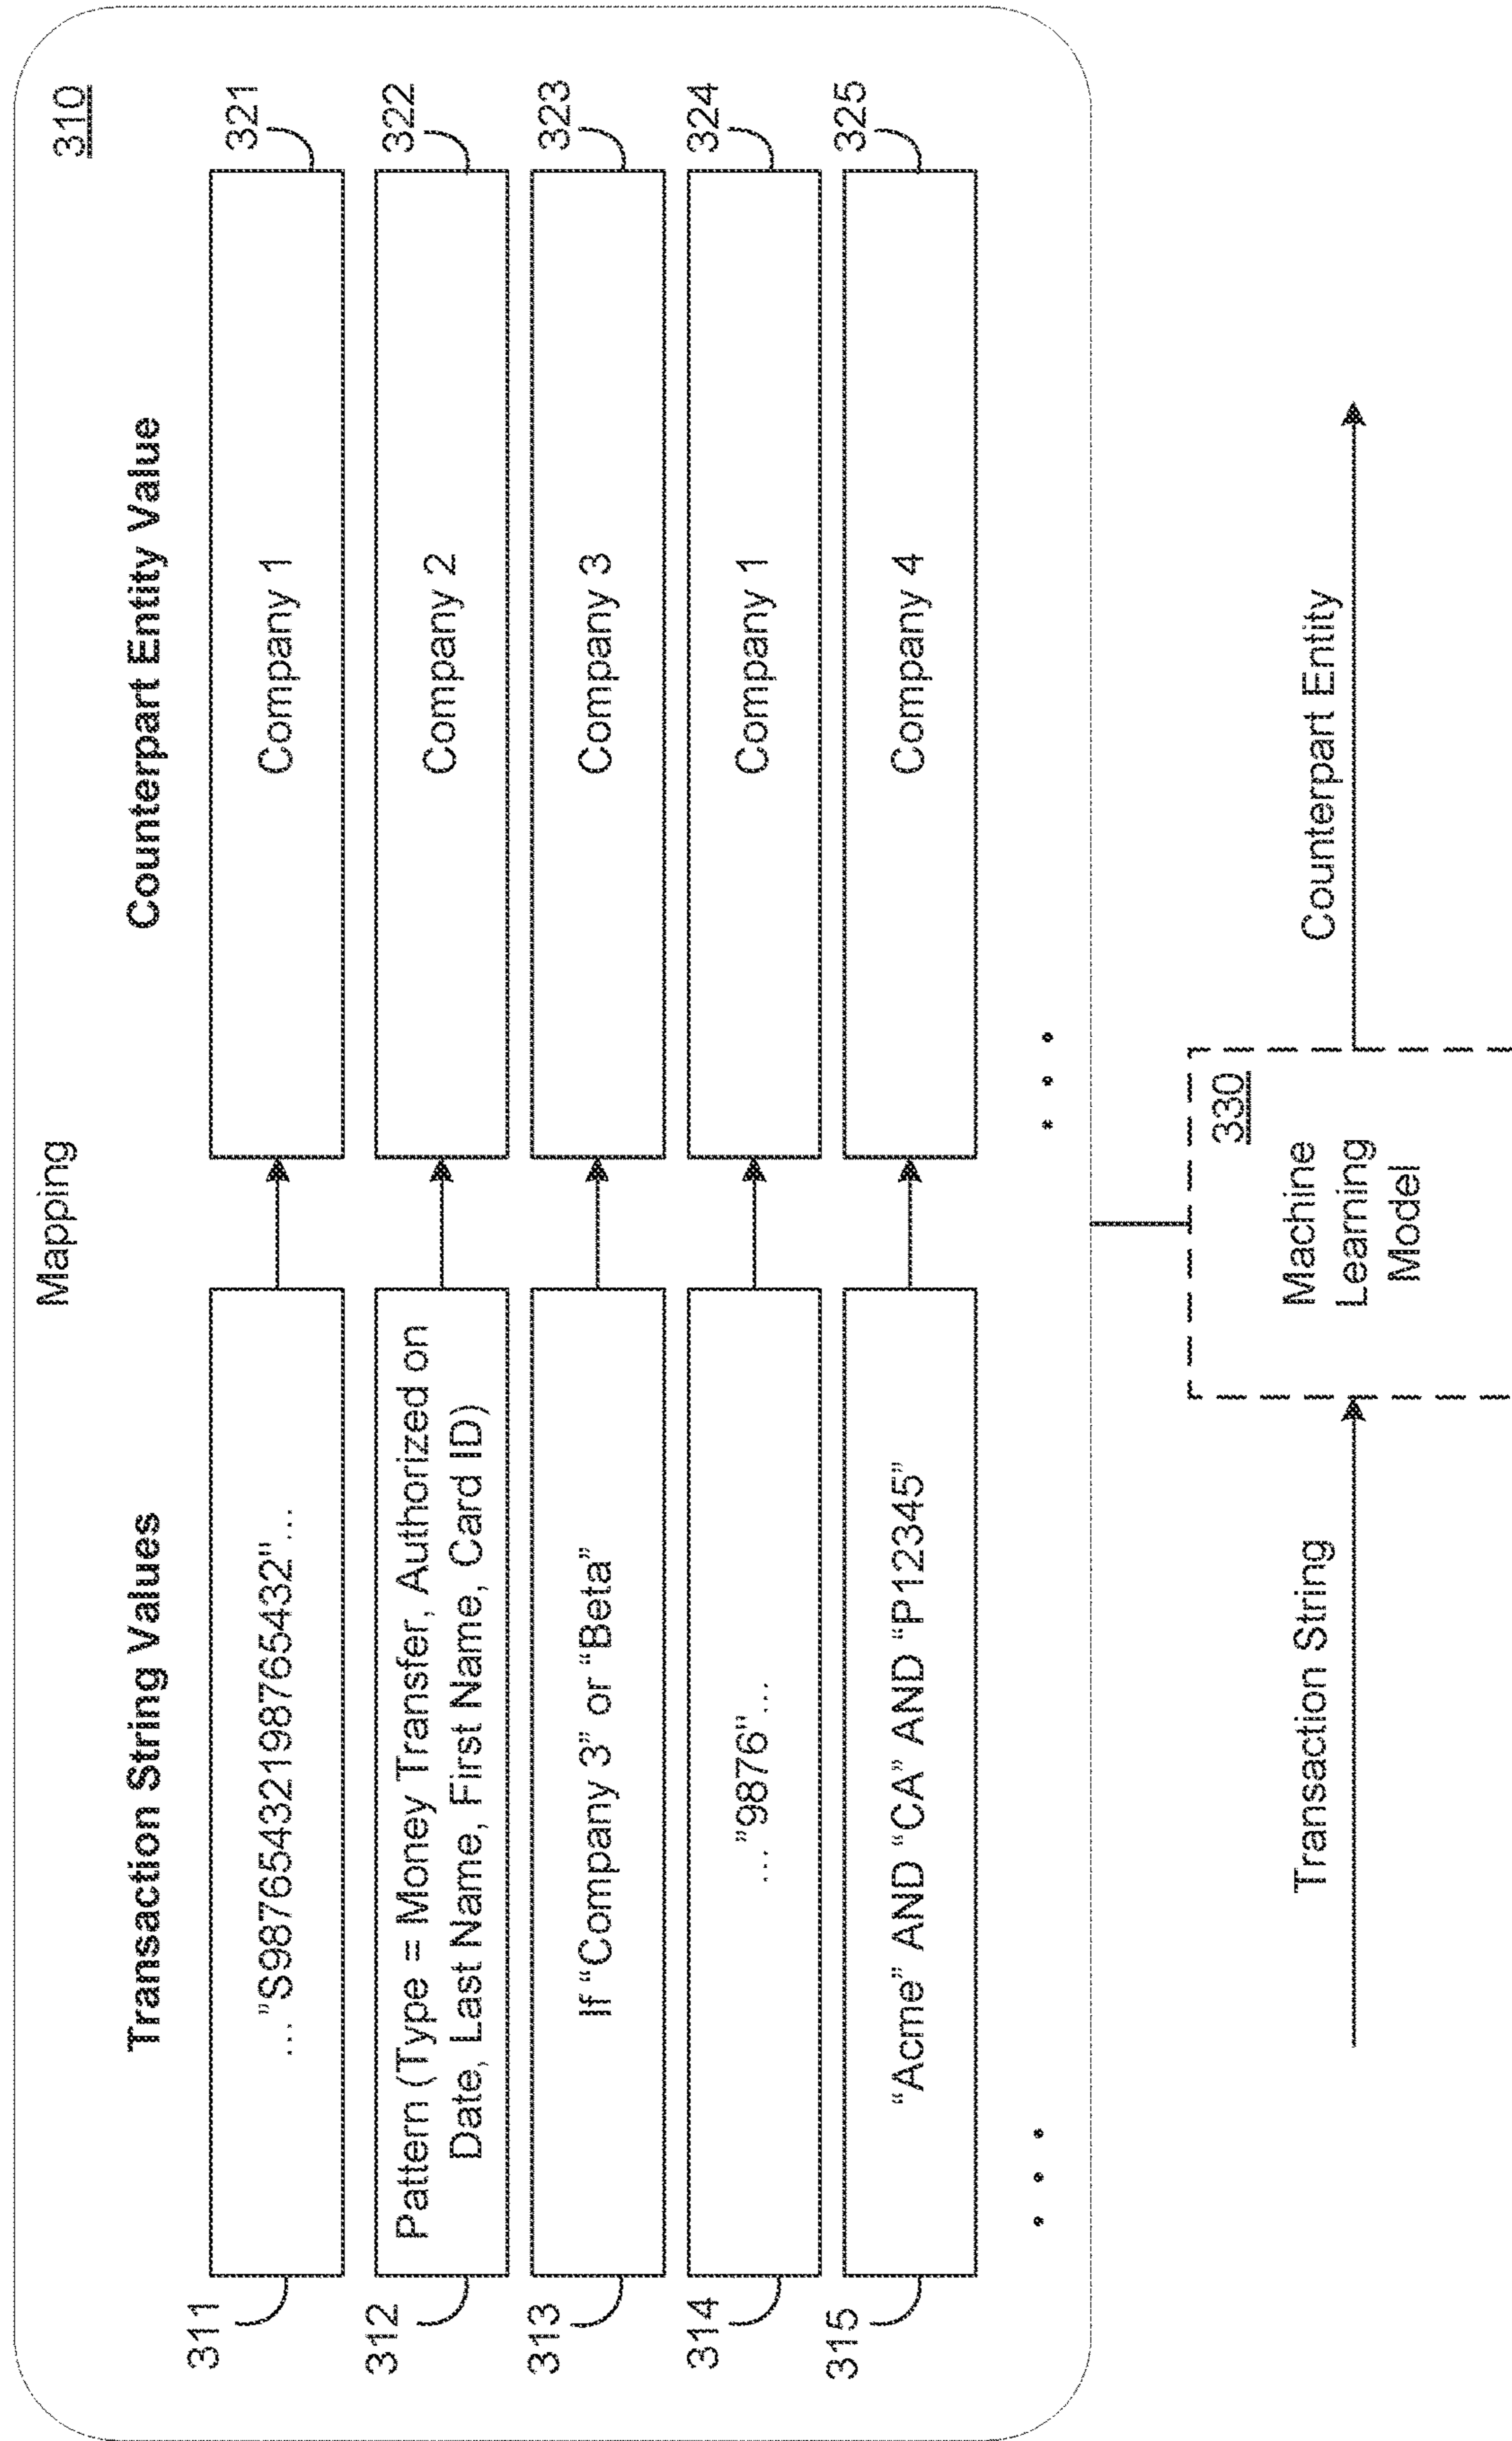 Mapping
310
Transaction String Values
Counterpart Entity Value
311
..."S98765432198765432"...
Company 1
321
312
Pattern (Type = Money Transfer, Authorized on
Date, Last Name, First Name, Card ID)
Company 2
322
313
If “Company 3” or “Beta”
Company 3
323
314
..."9876"...
Company 1
324
315
“Acme” AND “CA” AND “P12345”
Company 4
325
. . .
. . .
Transaction String
330
Machine
Learning
Model
Counterpart Entity